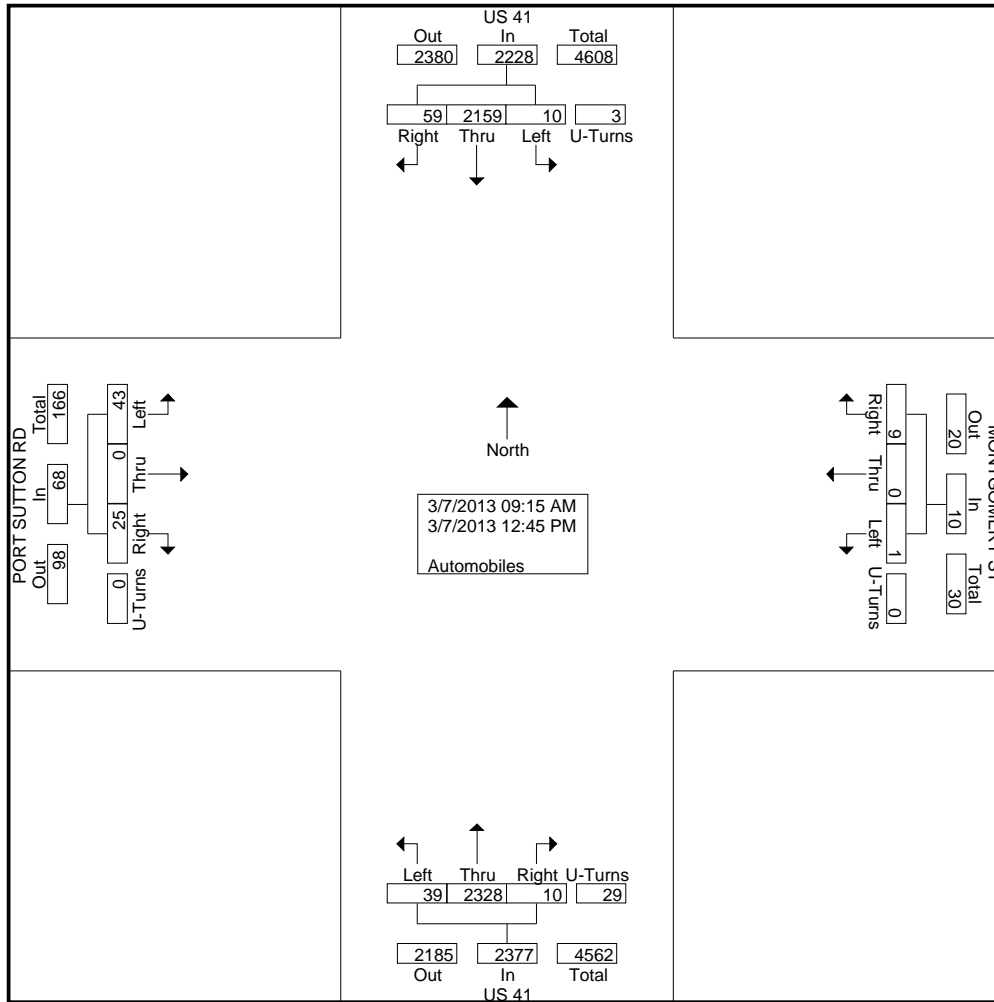 US 41
Out In Total
2380 2228 4608
59 2159 10 3
Right Thru Left U-Turns
PORT SUTTON RD
Total In Out
166 68 98
43 0 25 0
Left Thru Right U-Turns
North
3/7/2013 09:15 AM
3/7/2013 12:45 PM
Automobiles
Right Thru Left U-Turns
9 0 1 0
20 10 30
Out In Total
MONTGOMERY ST
Left Thru Right U-Turns
39 2328 10 29
2185 2377 4562
Out In Total
US 41